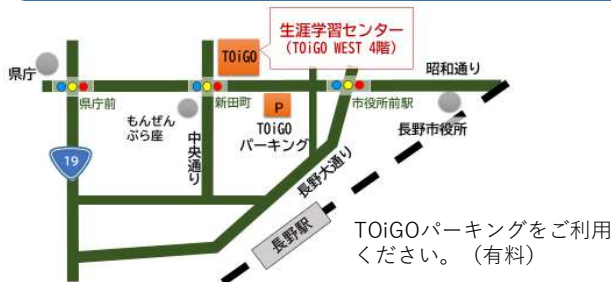 生涯学習センター
(TOiGO WEST 4階)
TOiGO
県庁
昭和通り
県庁前
新田町
市役所前駅
もんぜん
ぷら座
P
TOiGO
パーキング
中央通り
長野市役所
19
長野大通り
長野駅
TOiGOパーキングをご利用
ください。（有料）